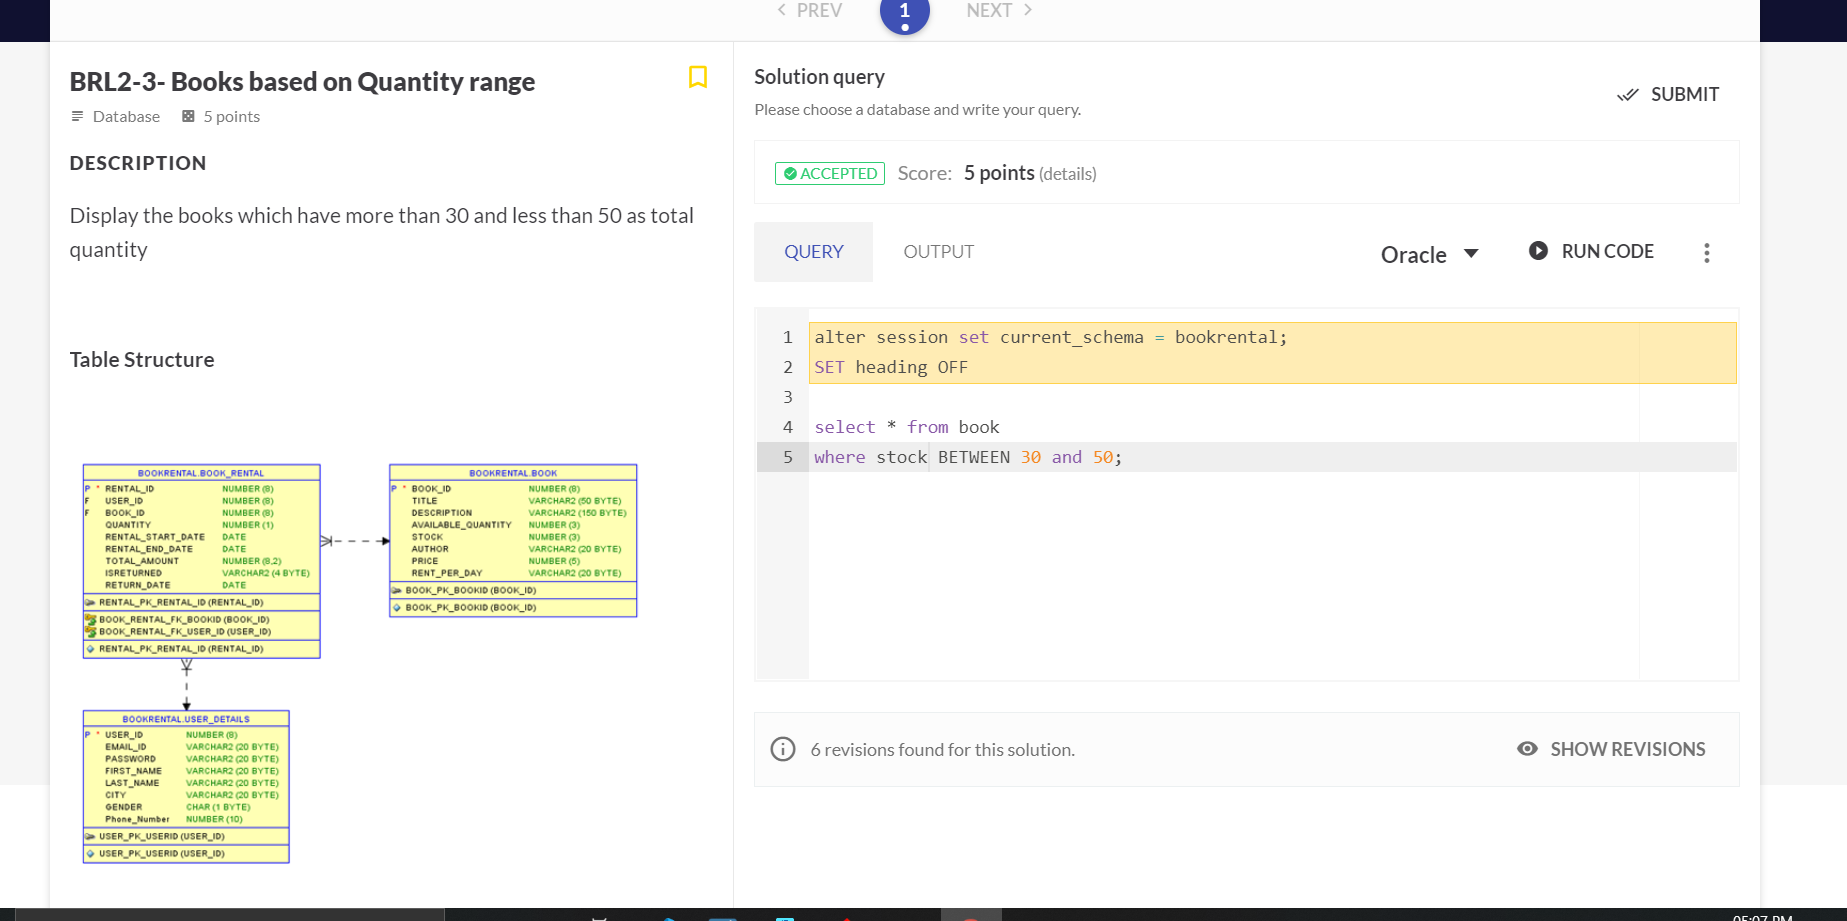 PREV
1
NEXT
BRL2-3- Books based on Quantity range
Database
5 points
DESCRIPTION
Display the books which have more than 30 and less than 50 as total
quantity
Table Structure
BOOKRENTAL.BOOK_RENTAL
P * RENTAL_ID NUMBER (8)
F USER_ID NUMBER (8)
F BOOK_ID NUMBER (8)
QUANTITY NUMBER (1)
RENTAL_START_DATE DATE
RENTAL_END_DATE DATE
TOTAL_AMOUNT NUMBER (8,2)
ISRETURNED VARCHAR2 (4 BYTE)
RETURN_DATE DATE
RENTAL_PK_RENTAL_ID (RENTAL_ID)
BOOK_RENTAL_FK_BOOKID (BOOK_ID)
BOOK_RENTAL_FK_USER_ID (USER_ID)
RENTAL_PK_RENTAL_ID (RENTAL_ID)
BOOKRENTAL.BOOK
P * BOOK_ID NUMBER (8)
TITLE VARCHAR2 (50 BYTE)
DESCRIPTION VARCHAR2 (150 BYTE)
AVAILABLE_QUANTITY NUMBER (3)
STOCK NUMBER (3)
AUTHOR VARCHAR2 (20 BYTE)
PRICE NUMBER (5)
RENT_PER_DAY VARCHAR2 (20 BYTE)
BOOK_PK_BOOKID (BOOK_ID)
BOOK_PK_BOOKID (BOOK_ID)
BOOKRENTAL.USER_DETAILS
P * USER_ID NUMBER (8)
EMAIL_ID VARCHAR2 (20 BYTE)
PASSWORD VARCHAR2 (20 BYTE)
FIRST_NAME VARCHAR2 (20 BYTE)
LAST_NAME VARCHAR2 (20 BYTE)
CITY VARCHAR2 (20 BYTE)
GENDER CHAR (1 BYTE)
Phone_Number NUMBER (10)
USER_PK_USERID (USER_ID)
USER_PK_USERID (USER_ID)
Solution query
Please choose a database and write your query.
SUBMIT
ACCEPTED Score: 5 points (details)
QUERY
OUTPUT
Oracle
RUN CODE
1 alter session set current_schema = bookrental;
2 SET heading OFF
3
4 select * from book
5 where stock BETWEEN 30 and 50;
6 revisions found for this solution.
SHOW REVISIONS
05:07 PM